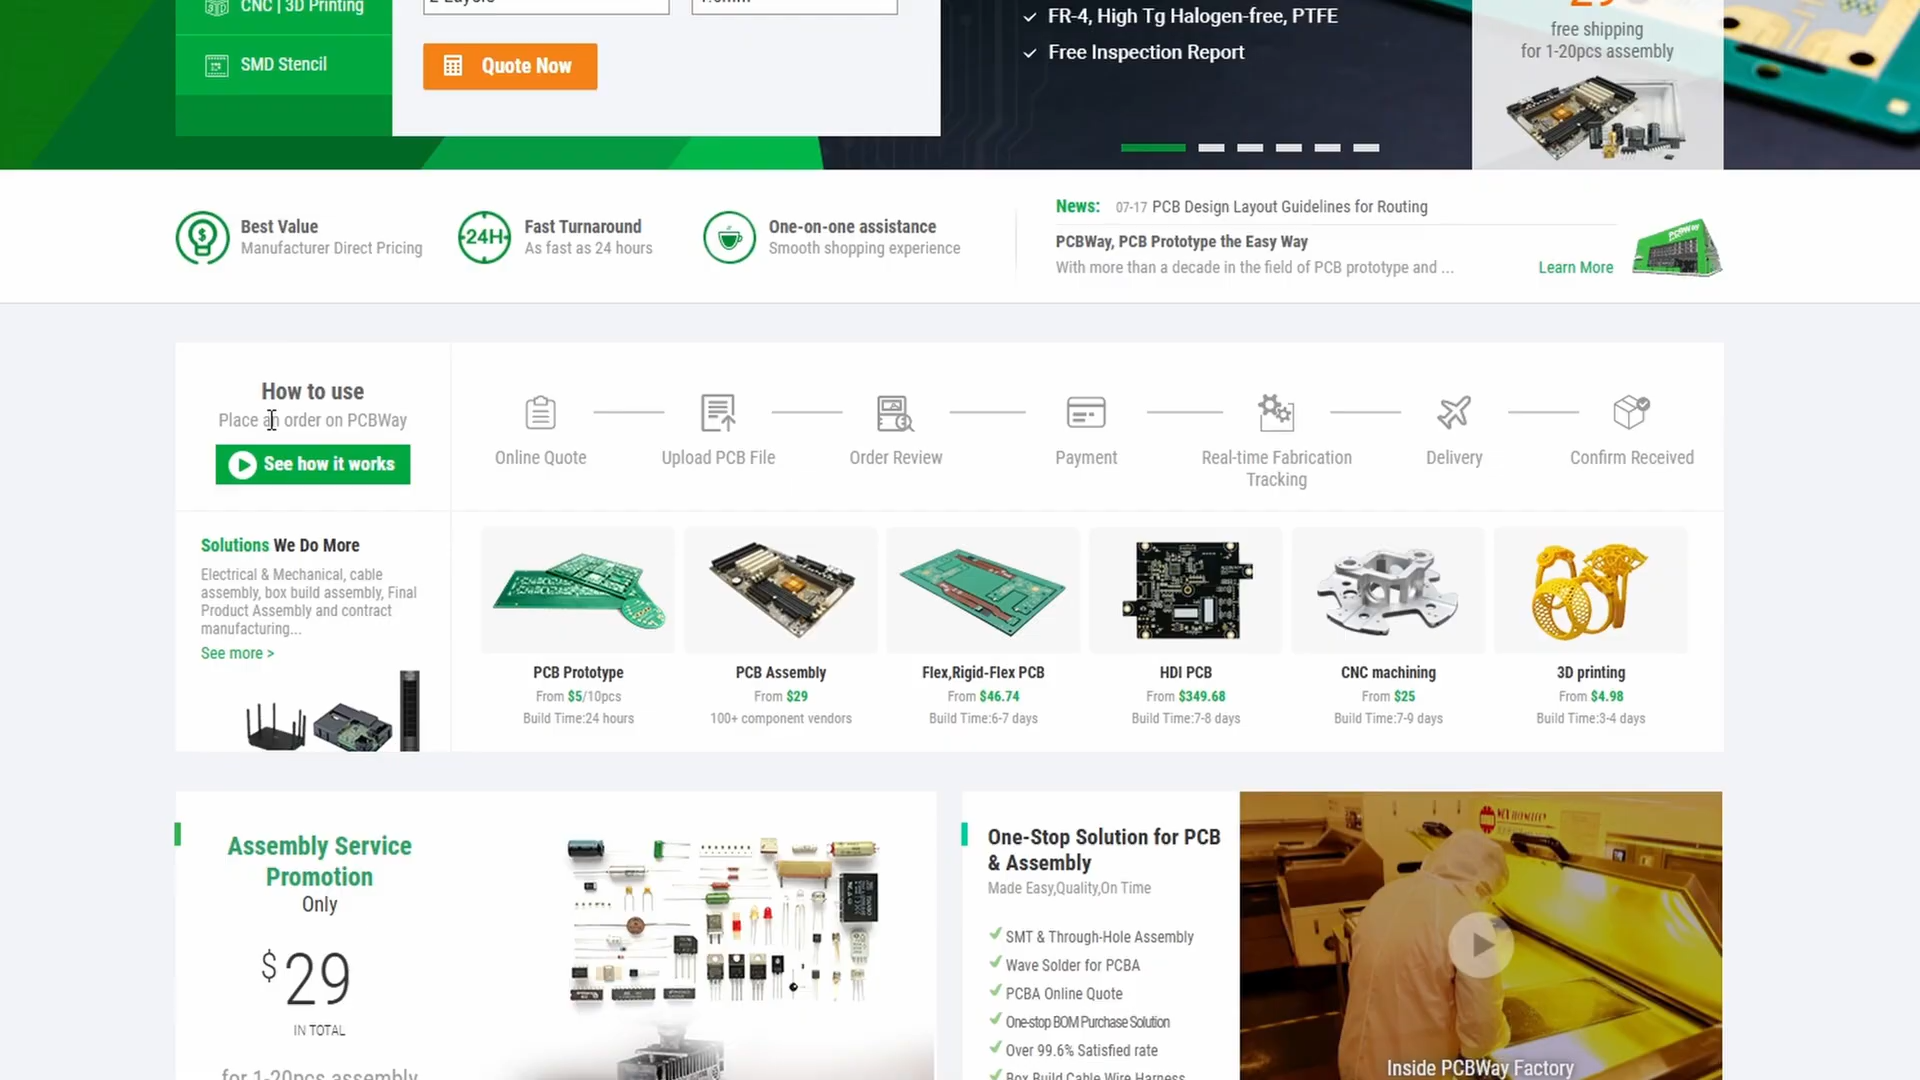 CNC | 3D Printing
SMD Stencil
Quote Now
FR-4, High Tg Halogen-free, PTFE
Free Inspection Report
free shipping
for 1-20pcs assembly
Best Value
Manufacturer Direct Pricing
24H
Fast Turnaround
As fast as 24 hours
One-on-one assistance
Smooth shopping experience
News: 07-17 PCB Design Layout Guidelines for Routing
PCBWay, PCB Prototype the Easy Way
With more than a decade in the field of PCB prototype and ...
Learn More
PCBWay
How to use
Place an order on PCBWay
See how it works
Online Quote
Upload PCB File
Order Review
Payment
Real-time Fabrication
Tracking
Delivery
Confirm Received
Solutions We Do More
Electrical & Mechanical, cable
assembly, box build assembly, Final
Product Assembly and contract
manufacturing...
See more >
PCB Prototype
From $5/10pcs
Build Time:24 hours
PCB Assembly
From $29
100+ component vendors
Flex,Rigid-Flex PCB
From $46.74
Build Time:6-7 days
HDI PCB
From $349.68
Build Time:7-8 days
CNC machining
From $25
Build Time:7-9 days
3D printing
From $4.98
Build Time:3-4 days
Assembly Service
Promotion
Only
$29
IN TOTAL
for 1-20pcs assembly
One-Stop Solution for PCB
& Assembly
Made Easy,Quality,On Time
SMT & Through-Hole Assembly
Wave Solder for PCBA
PCBA Online Quote
One-stop BOM Purchase Solution
Over 99.6% Satisfied rate
Box Build Cable Wire Harness
Inside PCBWay Factory